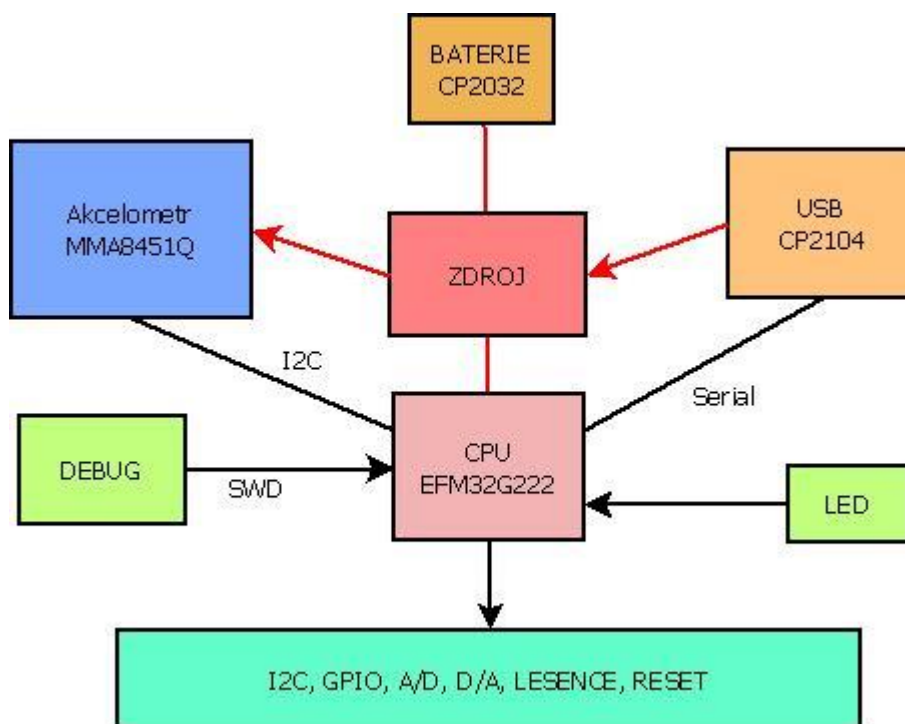 BATERIE
CP2032
Akcelometr
MMA8451Q
USB
CP2104
ZDROJ
I2C
Serial
CPU
EFM32G222
DEBUG
SWD
LED
I2C, GPIO, A/D, D/A, LESENCE, RESET